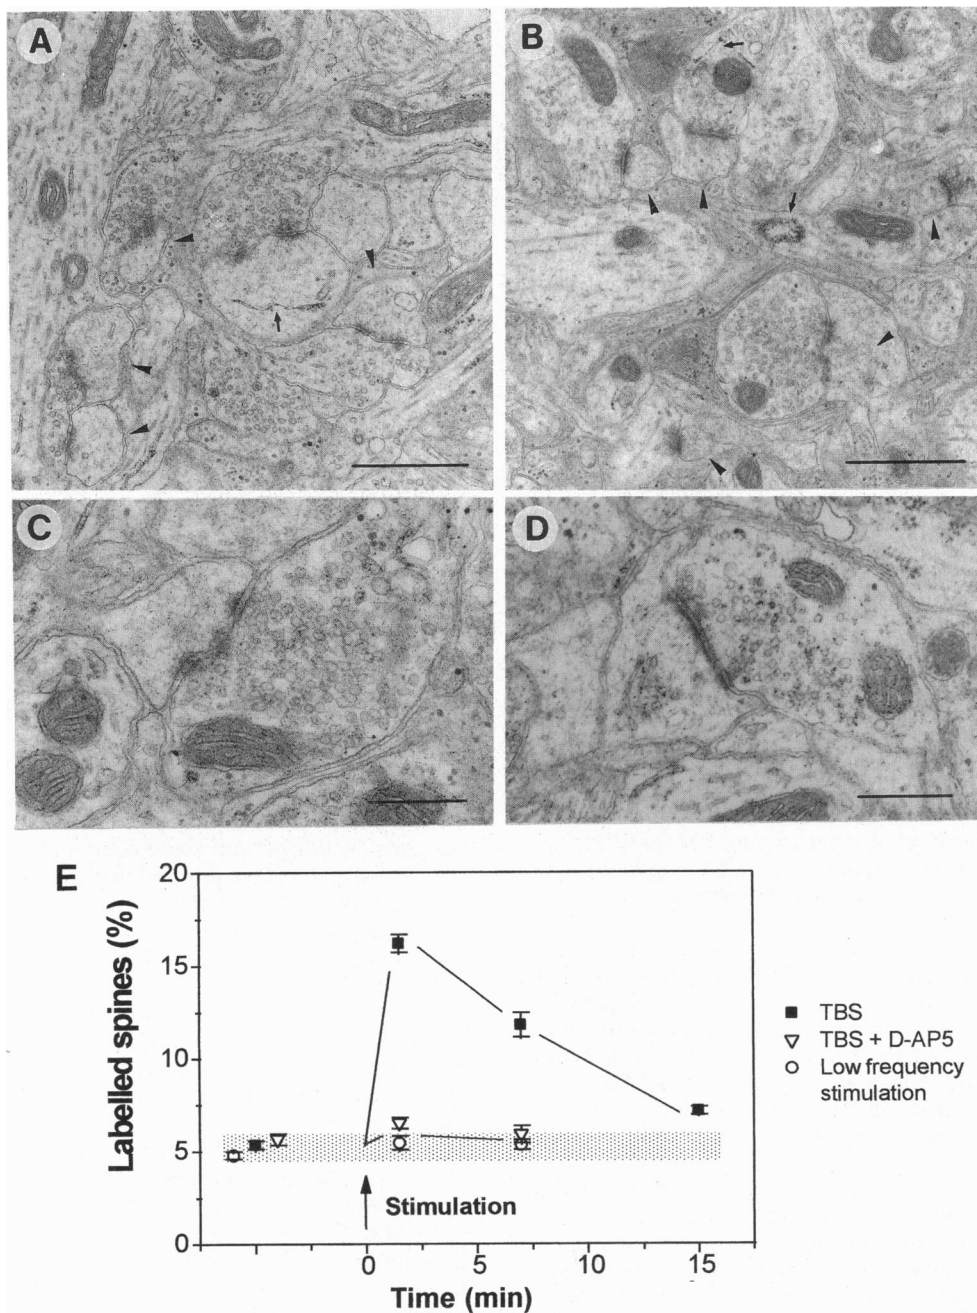 A
B
C
D
E
Labelled spines (%)
20
15
10
5
0
Stimulation
0
5
10
15
Time (min)
TBS
TBS + D-AP5
Low frequency
stimulation